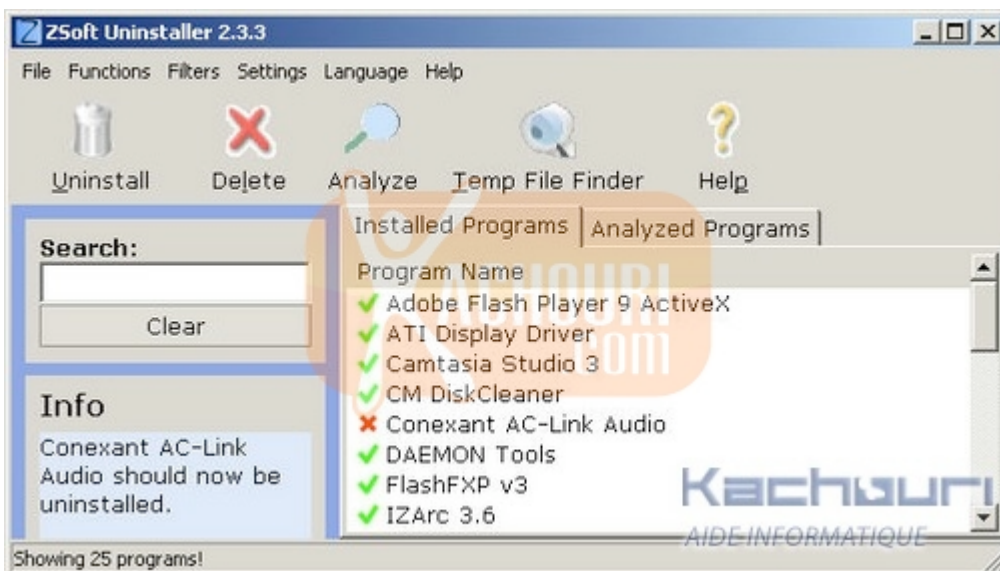 ZSoft Uninstaller 2.3.3
File Functions Filters Settings Language Help
Uninstall Delete Analyze Temp File Finder Help
Search:
Clear
Info
Conexant AC-Link
Audio should now be
uninstalled.
Installed Programs Analyzed Programs
Program Name
Adobe Flash Player 9 ActiveX
ATI Display Driver
Camtasia Studio 3
CM DiskCleaner
Conexant AC-Link Audio
DAEMON Tools
FlashFXP v3
IZArc 3.6
Showing 25 programs!
KACHOURI
.COM
Kachouri
AIDE-INFORMATIQUE